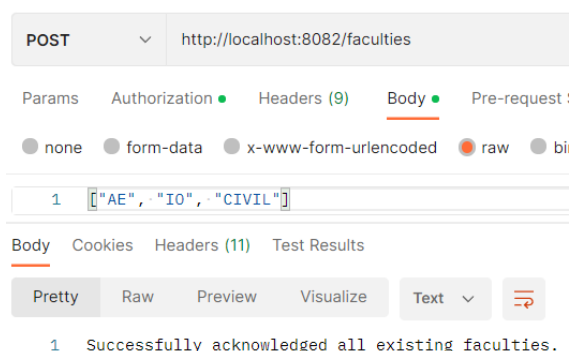 POST http://localhost:8082/faculties
Params Authorization Headers (9) Body Pre-request
none form-data x-www-form-urlencoded raw
1 ["AE", "IO", "CIVIL"]
Body Cookies Headers (11) Test Results
Pretty Raw Preview Visualize Text
1 Successfully acknowledged all existing faculties.